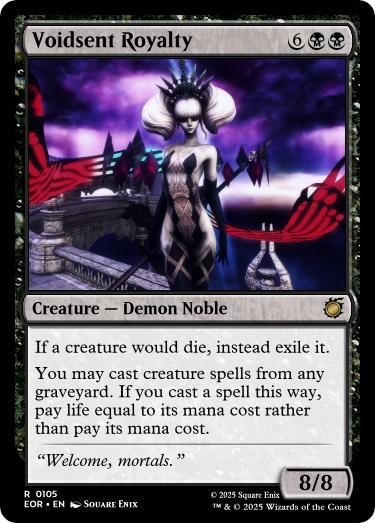 Voidsent Royalty 6
Creature — Demon Noble
If a creature would die, instead exile it.
You may cast creature spells from any
graveyard. If you cast a spell this way,
pay life equal to its mana cost rather
than pay its mana cost.
“Welcome, mortals.”
8/8
R 0105
EOR • EN SQUARE ENIX
© 2025 Square Enix
™ & © 2025 Wizards of the Coast